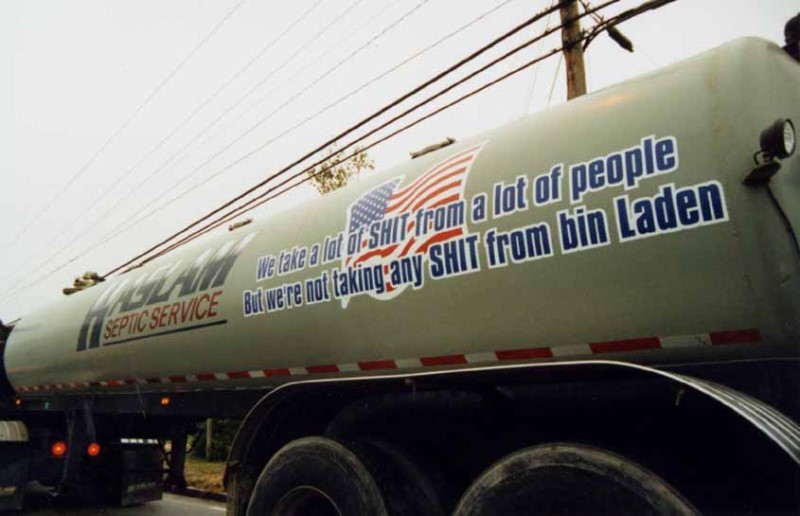 HASLAM
SEPTIC SERVICE
We take a lot of SHIT from a lot of people
But we're not taking any SHIT from bin Laden